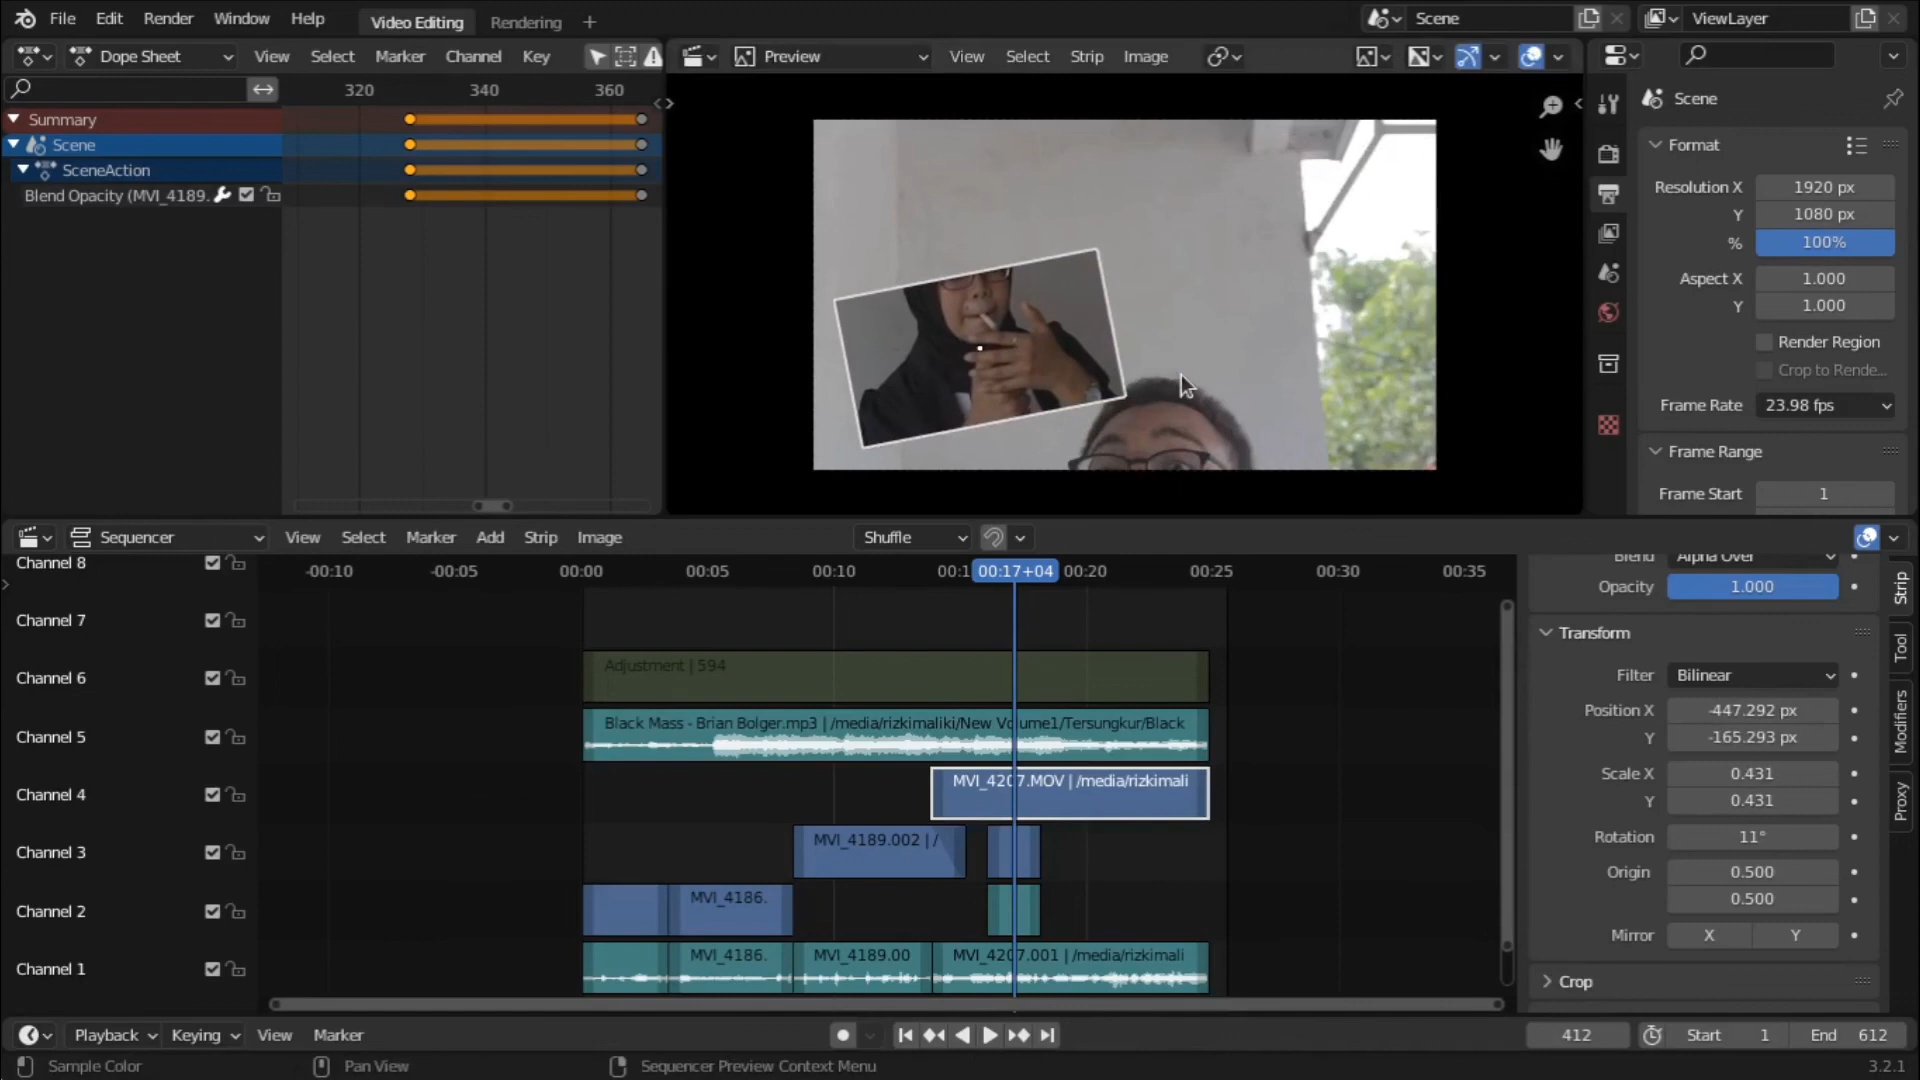 File Edit Render Window Help Video Editing Rendering + Scene ViewLayer
Dope Sheet View Select Marker Channel Key Preview View Select Strip Image
320 340 360
Summary
Scene
SceneAction
Blend Opacity (MVI_4189.
Scene
Format
Resolution X 1920 px
Y 1080 px
% 100%
Aspect X 1.000
Y 1.000
Render Region
Crop to Rende...
Frame Rate 23.98 fps
Frame Range
Frame Start 1
Sequencer View Select Marker Add Strip Image Shuffle
Channel 8
Channel 7
Channel 6
Channel 5
Channel 4
Channel 3
Channel 2
Channel 1
-00:10 -00:05 00:00 00:05 00:10 00:1 00:17+04 00:20 00:25 00:30 00:35
Adjustment | 594
Black Mass - Brian Bolger.mp3 | /media/rizkimaliki/New Volume1/Tersungkur/Black
MVI_4207.MOV | /media/rizkimali
MVI_4189.002 | /
MVI_4186.
MVI_4186. MVI_4189.00 MVI_4207.001 | /media/rizkimali
Blend Alpha Over
Opacity 1.000
Transform
Filter Bilinear
Position X -447.292 px
Y -165.293 px
Scale X 0.431
Y 0.431
Rotation 11°
Origin 0.500
0.500
Mirror X Y
Crop
Strip
Tool
Modifiers
Proxy
Playback Keying View Marker 412 Start 1 End 612
Sample Color Pan View Sequencer Preview Context Menu 3.2.1